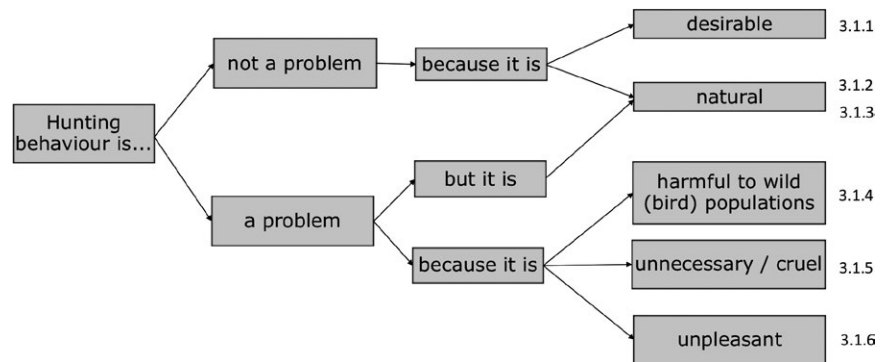 Hunting
behaviour is...
not a problem
because it is
desirable
3.1.1
natural
3.1.2
3.1.3
a problem
but it is
because it is
harmful to wild
(bird) populations
3.1.4
unnecessary / cruel
3.1.5
unpleasant
3.1.6